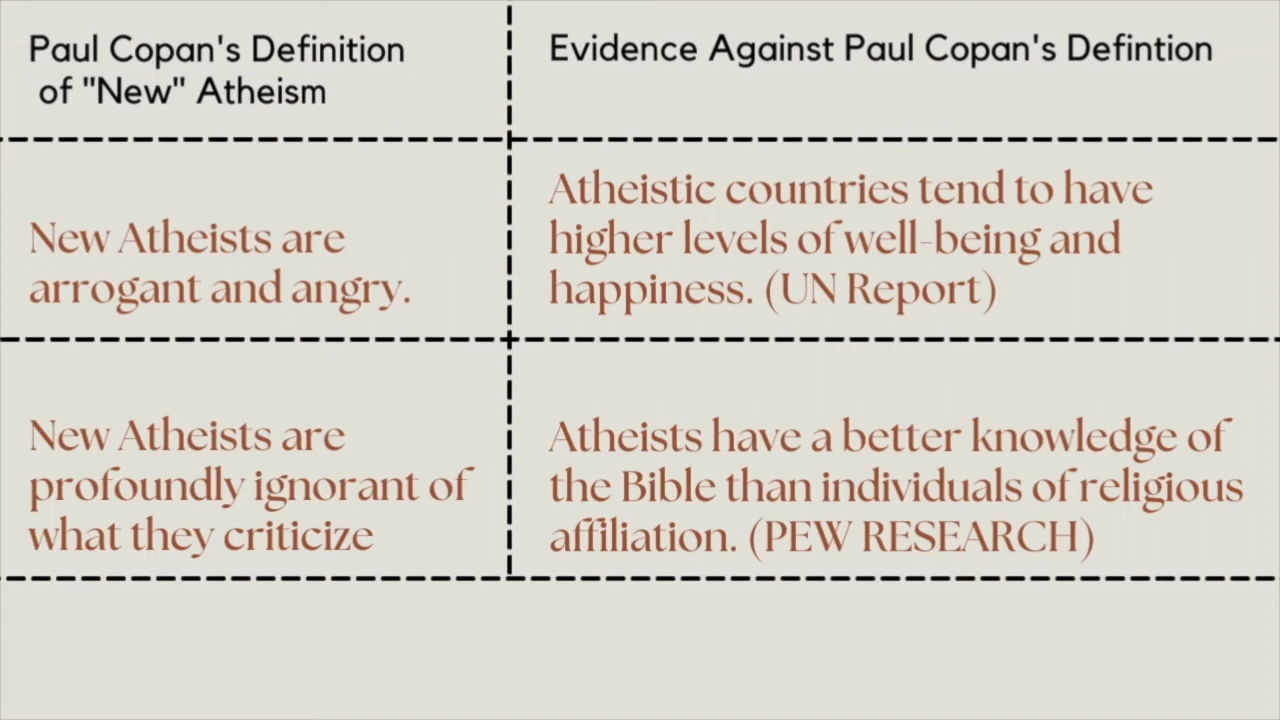 Paul Copan's Definition
of "New" Atheism
Evidence Against Paul Copan's Defintion
New Atheists are
arrogant and angry.
Atheistic countries tend to have
higher levels of well-being and
happiness. (UN Report)
New Atheists are
profoundly ignorant of
what they criticize
Atheists have a better knowledge of
the Bible than individuals of religious
affiliation. (PEW RESEARCH)